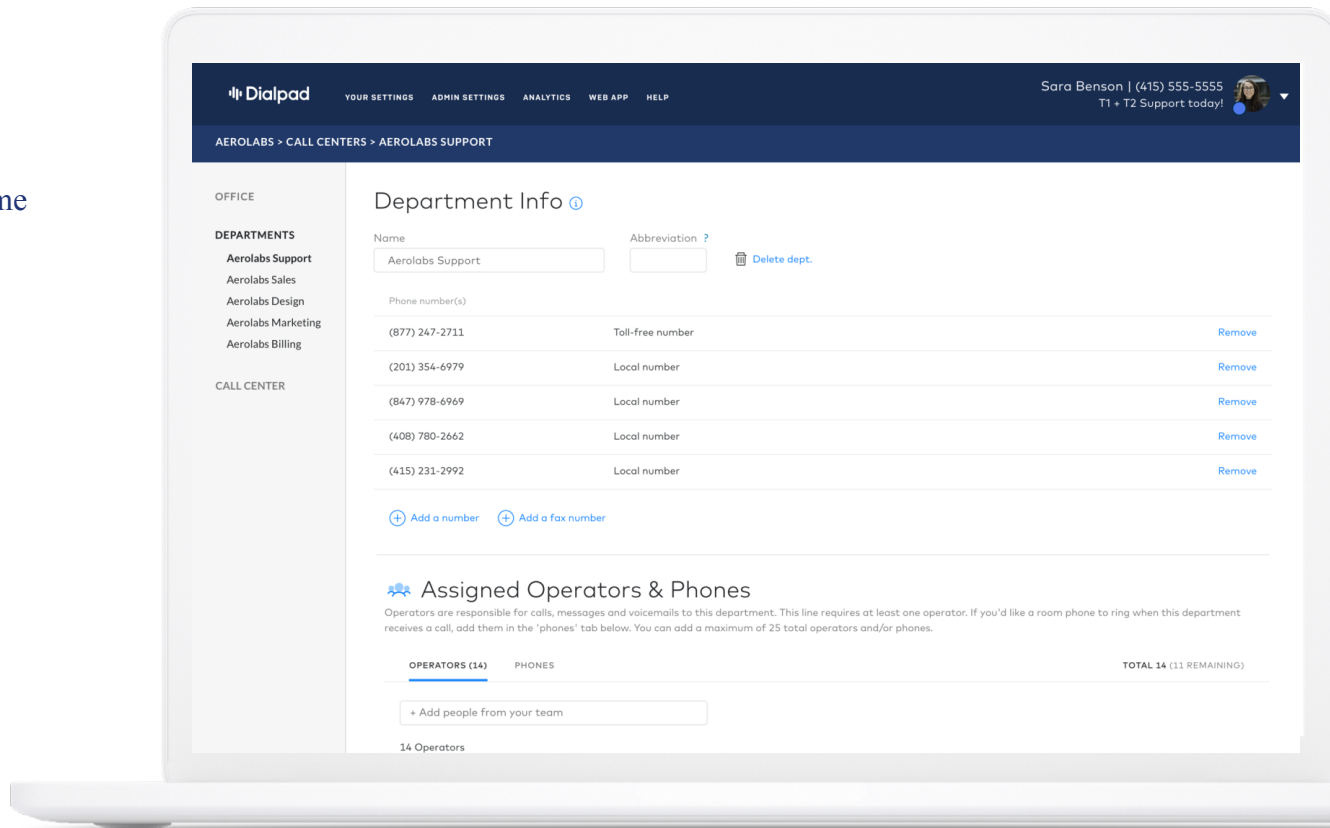 Dialpad YOUR SETTINGS ADMIN SETTINGS ANALYTICS WEB APP HELP
Sara Benson | (415) 555-5555
T1 + T2 Support today!
AEROLABS > CALL CENTERS > AEROLABS SUPPORT
me
OFFICE
DEPARTMENTS
Aerolabs Support
Aerolabs Sales
Aerolabs Design
Aerolabs Marketing
Aerolabs Billing
CALL CENTER
Department Info
Name Abbreviation ?
Aerolabs Support Delete dept.
Phone number(s)
(877) 247-2711 Toll-free number Remove
(201) 354-6979 Local number Remove
(847) 978-6969 Local number Remove
(408) 780-2662 Local number Remove
(415) 231-2992 Local number Remove
Add a number Add a fax number
Assigned Operators & Phones
Operators are responsible for calls, messages and voicemails to this department. This line requires at least one operator. If you'd like a room phone to ring when this department
receives a call, add them in the 'phones' tab below. You can add a maximum of 25 total operators and/or phones.
OPERATORS (14) PHONES TOTAL 14 (11 REMAINING)
+ Add people from your team
14 Operators